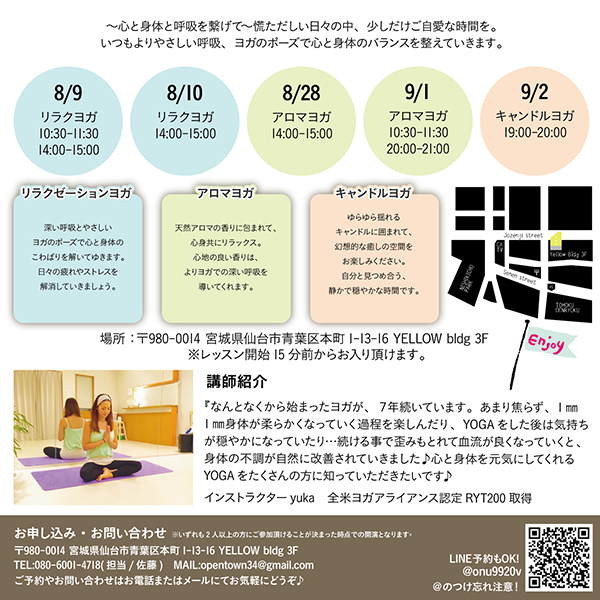 ～心と身体と呼吸を繋げて～慌ただしい日々の中、少しだけご自愛な時間を。
いつもよりやさしい呼吸、ヨガのポーズで心と身体のバランスを整えていきます。
8/9
リラクヨガ
10:30-11:30
14:00-15:00
8/10
リラクヨガ
14:00-15:00
8/28
アロマヨガ
14:00-15:00
9/1
アロマヨガ
10:30-11:30
20:00-21:00
9/2
キャンドルヨガ
19:00-20:00
リラクゼーションヨガ
深い呼吸とやさしい
ヨガのポーズで心と身体の
こわばりを解いてゆきます。
日々の疲れやストレスを
解消していきましょう。
アロマヨガ
天然アロマの香りに包まれて、
心身共にリラックス。
心地の良い香りは、
よりヨガでの深い呼吸を
導いてくれます。
キャンドルヨガ
ゆらゆら揺れる
キャンドルに囲まれて、
幻想的な癒しの空間を
お楽しみください。
自分と見つめ合う、
静かで穏やかな時間です。
Jozenji street
Yellow Bldg 3F
Senen street
TOHOKU
DENRYOKU
Enjoy
場所：〒980-0014 宮城県仙台市青葉区本町 1-13-16 YELLOW bldg 3F
※レッスン開始 15 分前からお入り頂けます。
講師紹介
『なんとなくから始まったヨガが、7年続いています。あまり焦らず、1mm
1mm身体が柔らかくなっていく過程を楽しんだり、YOGAをした後は気持ち
が穏やかになっていたり…続ける事で歪みもとれて血流が良くなっていくと、
身体の不調が自然に改善されていきました♪心と身体を元気にしてくれる
YOGAをたくさんの方に知っていただきたいです♪
インストラクターyuka　全米ヨガアライアンス認定 RYT200 取得
お申し込み・お問い合わせ ※いずれも2人以上の方にご参加頂けることが決まった時点での開講となります・
〒980-0014 宮城県仙台市青葉区本町 1-13-16 YELLOW bldg 3F
TEL:080-6001-4718(担当/佐藤)　MAIL:opentown34@gmail.com
ご予約やお問い合わせはお電話またはメールにてお気軽にどうぞ♪
LINE予約もOK!
@onu9920v
@のつけ忘れ注意！